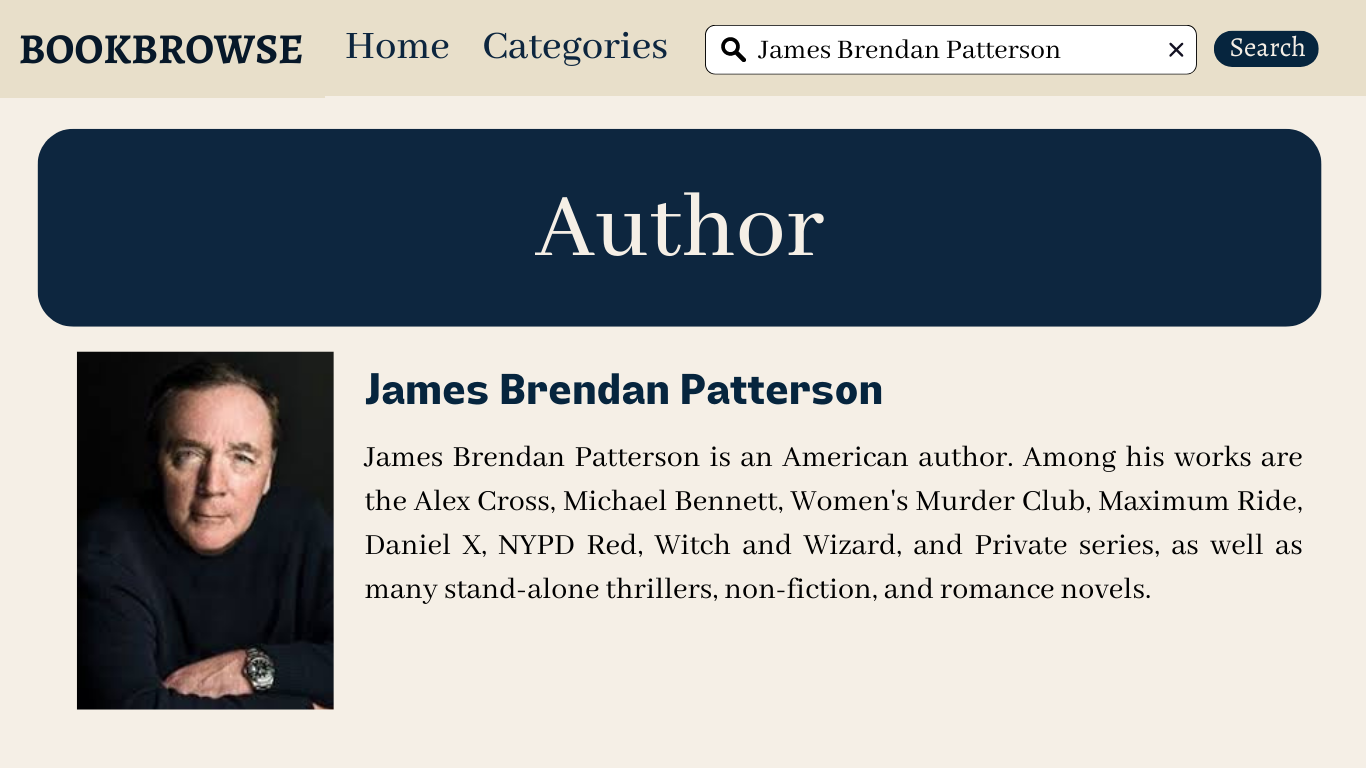 BOOKBROWSE Home Categories James Brendan Patterson × Search
Author
James Brendan Patterson
James Brendan Patterson is an American author. Among his works are
the Alex Cross, Michael Bennett, Women's Murder Club, Maximum Ride,
Daniel X, NYPD Red, Witch and Wizard, and Private series, as well as
many stand-alone thrillers, non-fiction, and romance novels.